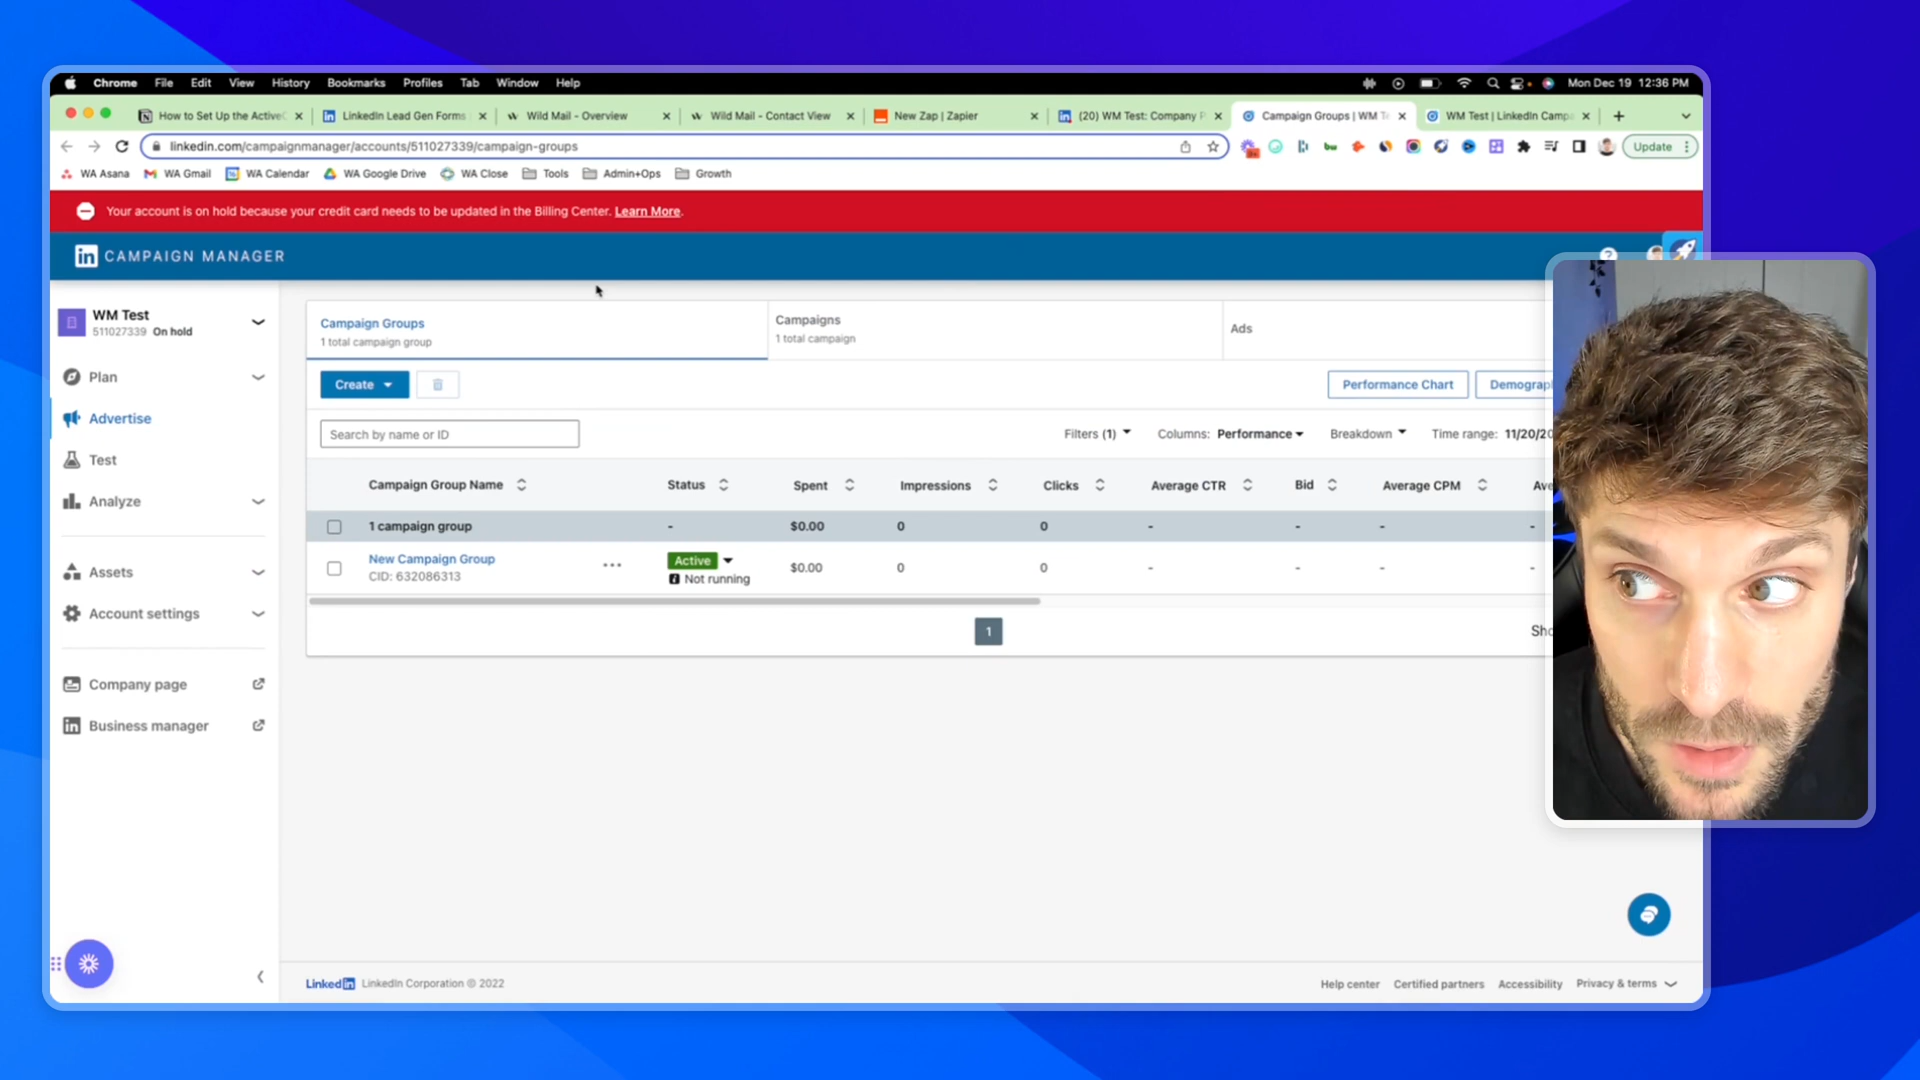 Chrome File Edit View History Bookmarks Profiles Tab Window Help Mon Dec 19 12:36 PM
How to Set Up the Active LinkedIn Lead Gen Forms Wild Mail - Overview Wild Mail - Contact View New Zap | Zapier (20) WM Test: Company P Campaign Groups | WM T WM Test | LinkedIn Camp
linkedin.com/campaignmanager/accounts/511027339/campaign-groups Update
WA Asana WA Gmail WA Calendar WA Google Drive WA Close Tools Admin+Ops Growth
Your account is on hold because your credit card needs to be updated in the Billing Center. Learn More.
in CAMPAIGN MANAGER ?
WM Test
511027339 On hold
Plan
Advertise
Test
Analyze
Assets
Account settings
Company page
Business manager
Campaign Groups
1 total campaign group
Campaigns
1 total campaign
Ads
Create Performance Chart Demograp
Search by name or ID Filters (1) Columns: Performance Breakdown Time range: 11/20/20
Campaign Group Name Status Spent Impressions Clicks Average CTR Bid Average CPM Ave
1 campaign group - $0.00 0 0 - - - -
New Campaign Group
CID: 632086313
Active
Not running
$0.00 0 0 - - - -
1 Sho
LinkedIn LinkedIn Corporation © 2022 Help center Certified partners Accessibility Privacy & terms